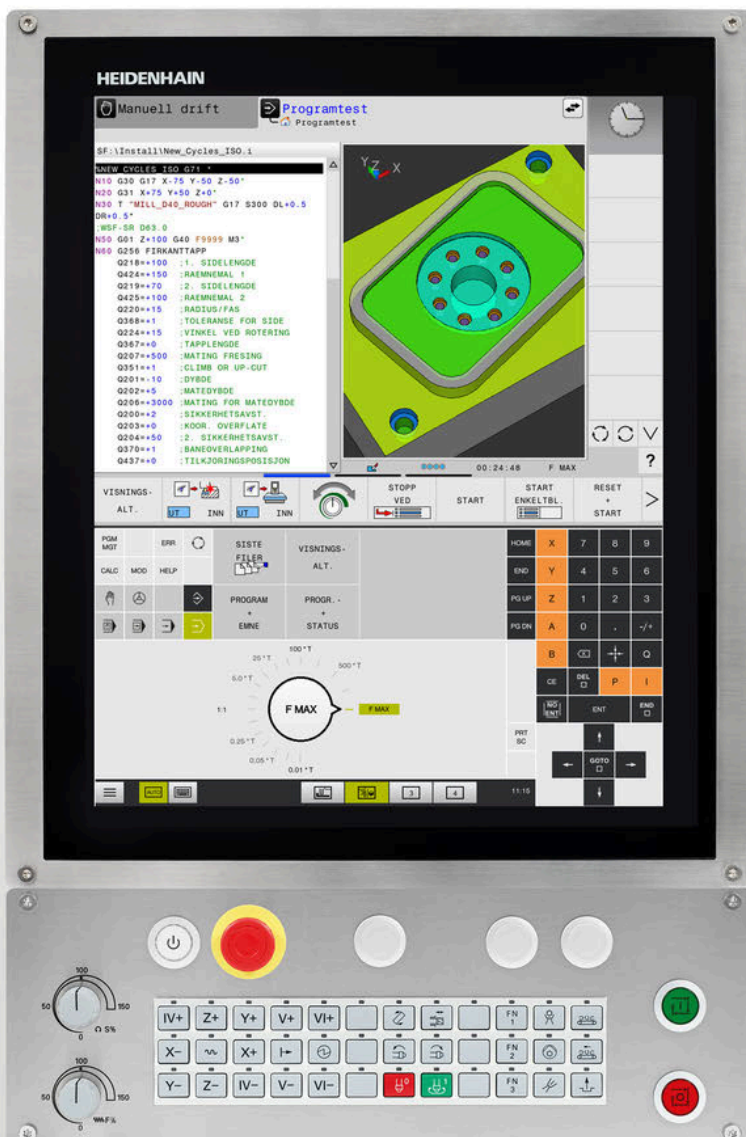 HEIDENHAIN
Manuell drift
Programtest
Programtest
SF:\Install\New_Cycles_ISO.i
%NEW_CYCLES_ISO G71 *
N10 G30 G17 X-75 Y-50 Z-50*
N20 G31 X+75 Y+50 Z+0*
N30 T "MILL_D40_ROUGH" G17 S300 DL+0.5
DR+0.5*
;WSF-SR D63.0
N50 G01 Z+100 G40 F9999 M3*
N60 G256 FIRKANTTAPP
Q218=+100 ;1. SIDELENGDE
Q424=+150 ;RAEMNEMAL 1
Q219=+70 ;2. SIDELENGDE
Q425=+100 ;RAEMNEMAL 2
Q220=+15 ;RADIUS/FAS
Q368=+1 ;TOLERANSE FOR SIDE
Q224=+15 ;VINKEL VED ROTERING
Q367=+0 ;TAPPLENGDE
Q207=+500 ;MATING FRESING
Q351=+1 ;CLIMB OR UP-CUT
Q201=-10 ;DYBDE
Q202=+5 ;MATEDYBDE
Q206=+3000 ;MATING FOR MATEDYBDE
Q200=+2 ;SIKKERHETSAVST.
Q203=+0 ;KOOR. OVERFLATE
Q204=+50 ;2. SIKKERHETSAVST.
Q370=+1 ;BANEOVERLAPPING
Q437=+0 ;TILKJORINGSPOSISJON
Y Z X
00:24:48 F MAX
?
VISNINGS-
ALT.
UT INN
UT INN
STOPP
VED
START
START
ENKELTBL.
RESET
+
START
PGM
MGT
ERR
CALC MOD HELP
SISTE
FILER
VISNINGS-
ALT.
PROGRAM
+
EMNE
PROGR.-
+
STATUS
HOME X 7 8 9
END Y 4 5 6
PG UP Z 1 2 3
PG DN A 0 . -/+
B Q
CE DEL P I
NO
ENT
ENT
END
PRT
SC
GOTO
100*T
25*T
500*T
5.0*T
1:1
F MAX
F MAX
0.25*T
0.05*T
0.01*T
AUTO
3
4
11:15
100
50
150
0
S%
100
50
150
0
F%
IV+ Z+ Y+ V+ VI+ FN 1
X- X+ FN 2
Y- Z- IV- V- VI- 0 1 FN 3